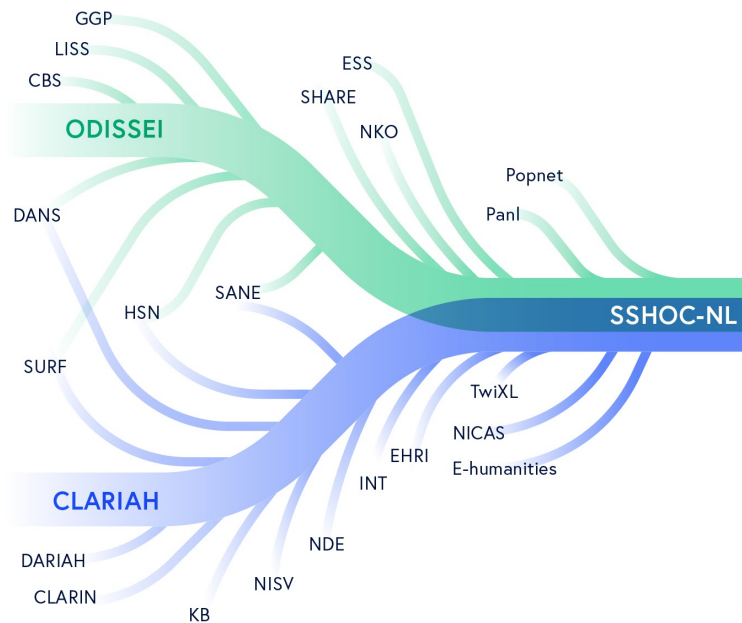 GGP
LISS
CBS
ODISSEI
ESS
SHARE
NKO
Popnet
PanI
DANS
SANE
HSN
SSHOC-NL
SURF
TwiXL
NICAS
EHRI
E-humanities
INT
CLARIAH
NDE
DARIAH
NISV
CLARIN
KB